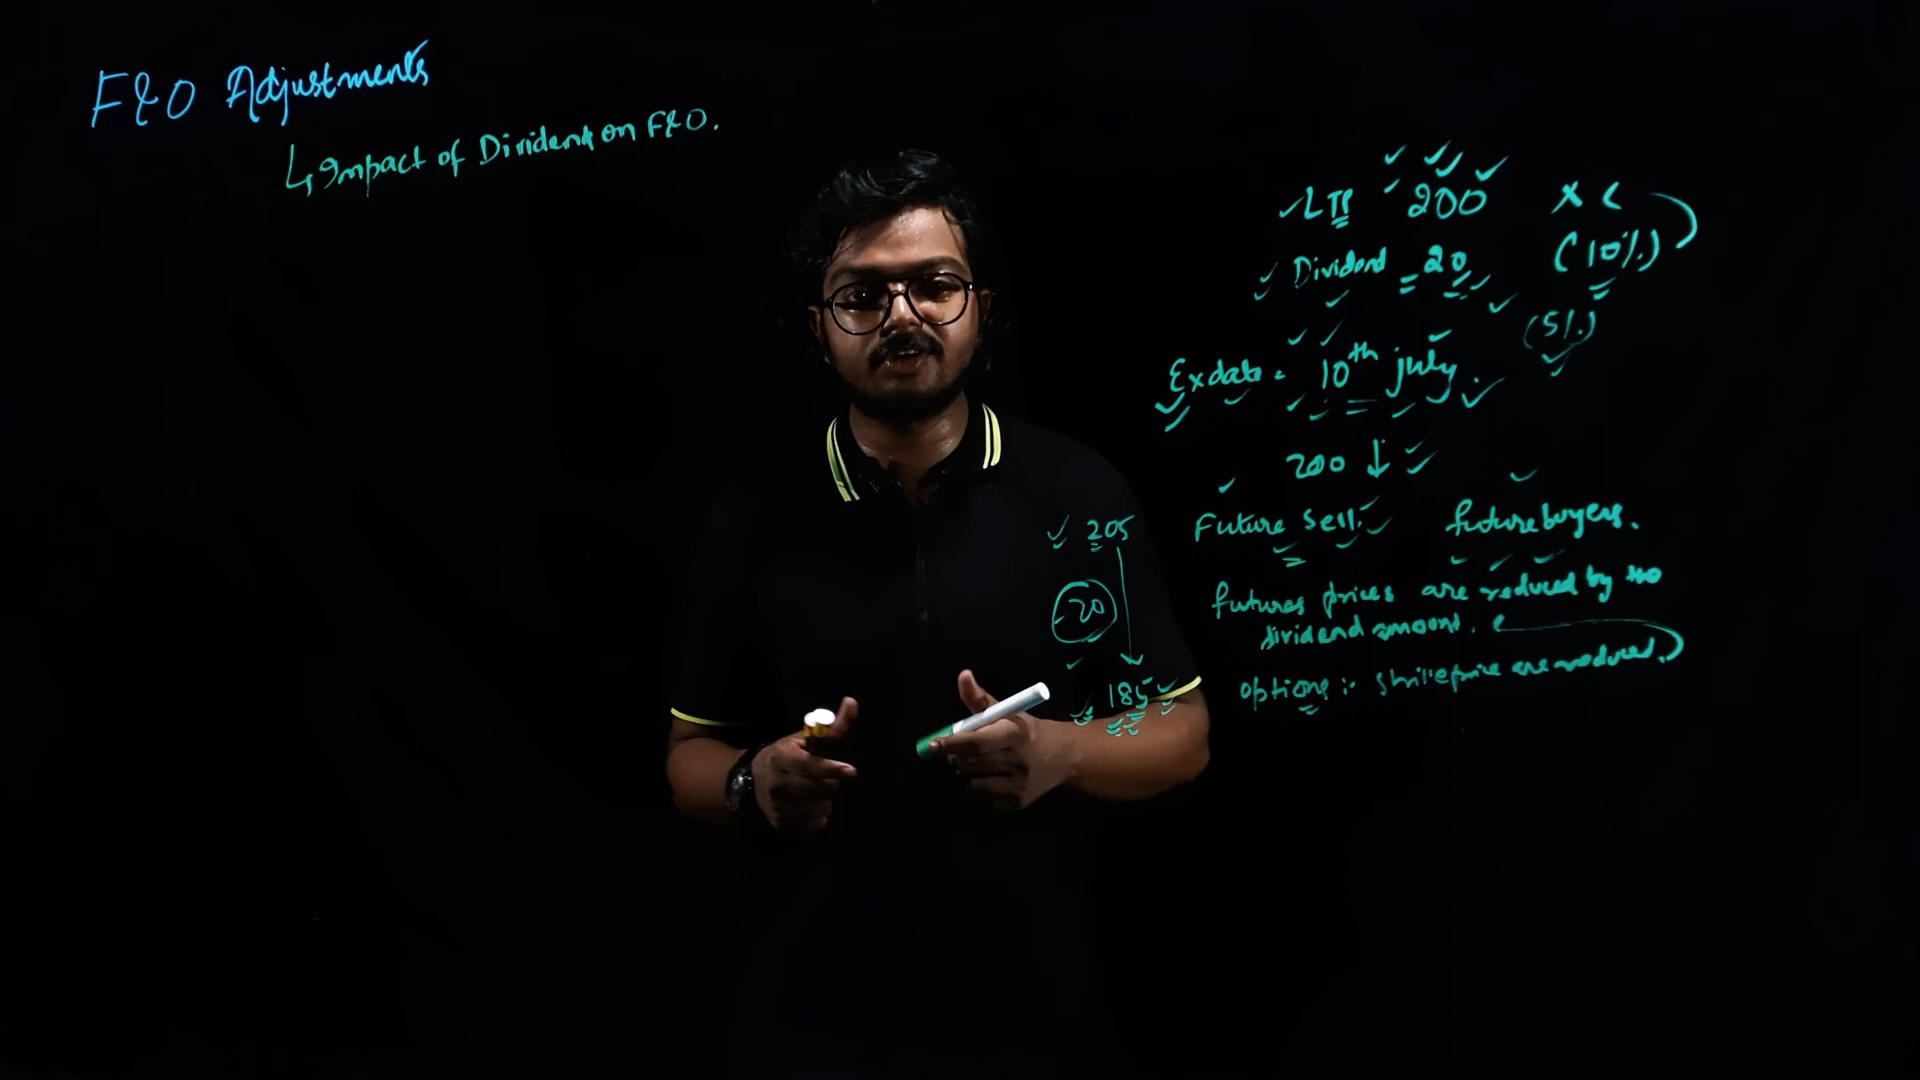 F&O Adjustments
Impact of Dividend on F&O.
LTP 200 X <
Dividend = 20 (10%)
(5%)
Exdate = 10th july.
200 ↓
Future Sell: future buyers.
205
futures prices are reduced by
-20
dividend amount.
options :- strike price are reduced.
185